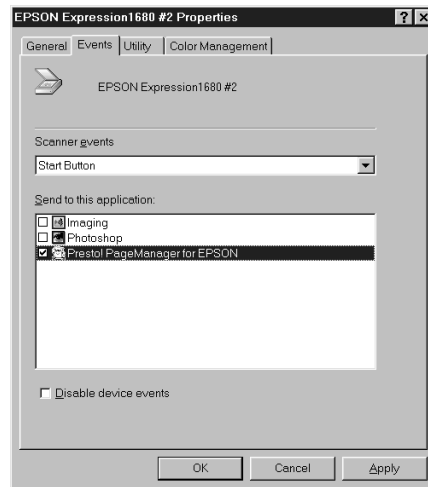 EPSON Expression1680 #2 Properties
General Events Utility Color Management
EPSON Expression1680 #2
Scanner events
Start Button
Send to this application:
Imaging
Photoshop
Presto! PageManager for EPSON
Disable device events
OK Cancel Apply